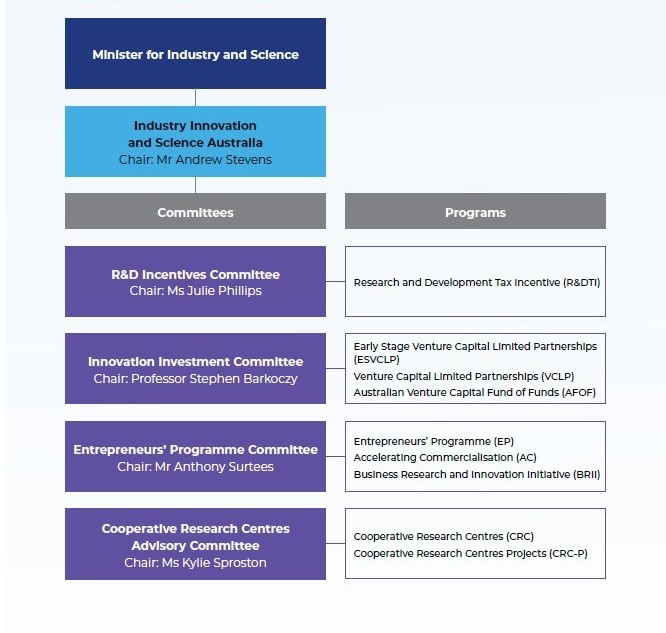 Minister for Industry and Science
Industry Innovation
and Science Australia
Chair: Mr Andrew Stevens
Committees
Programs
R&D Incentives Committee
Chair: Ms Julie Phillips
Research and Development Tax Incentive (R&DTI)
Innovation Investment Committee
Chair: Professor Stephen Barkoczy
Early Stage Venture Capital Limited Partnerships
(ESVCLP)
Venture Capital Limited Partnerships (VCLP)
Australian Venture Capital Fund of Funds (AFOF)
Entrepreneurs’ Programme Committee
Chair: Mr Anthony Surtees
Entrepreneurs’ Programme (EP)
Accelerating Commercialisation (AC)
Business Research and Innovation Initiative (BRII)
Cooperative Research Centres
Advisory Committee
Chair: Ms Kylie Sproston
Cooperative Research Centres (CRC)
Cooperative Research Centres Projects (CRC-P)